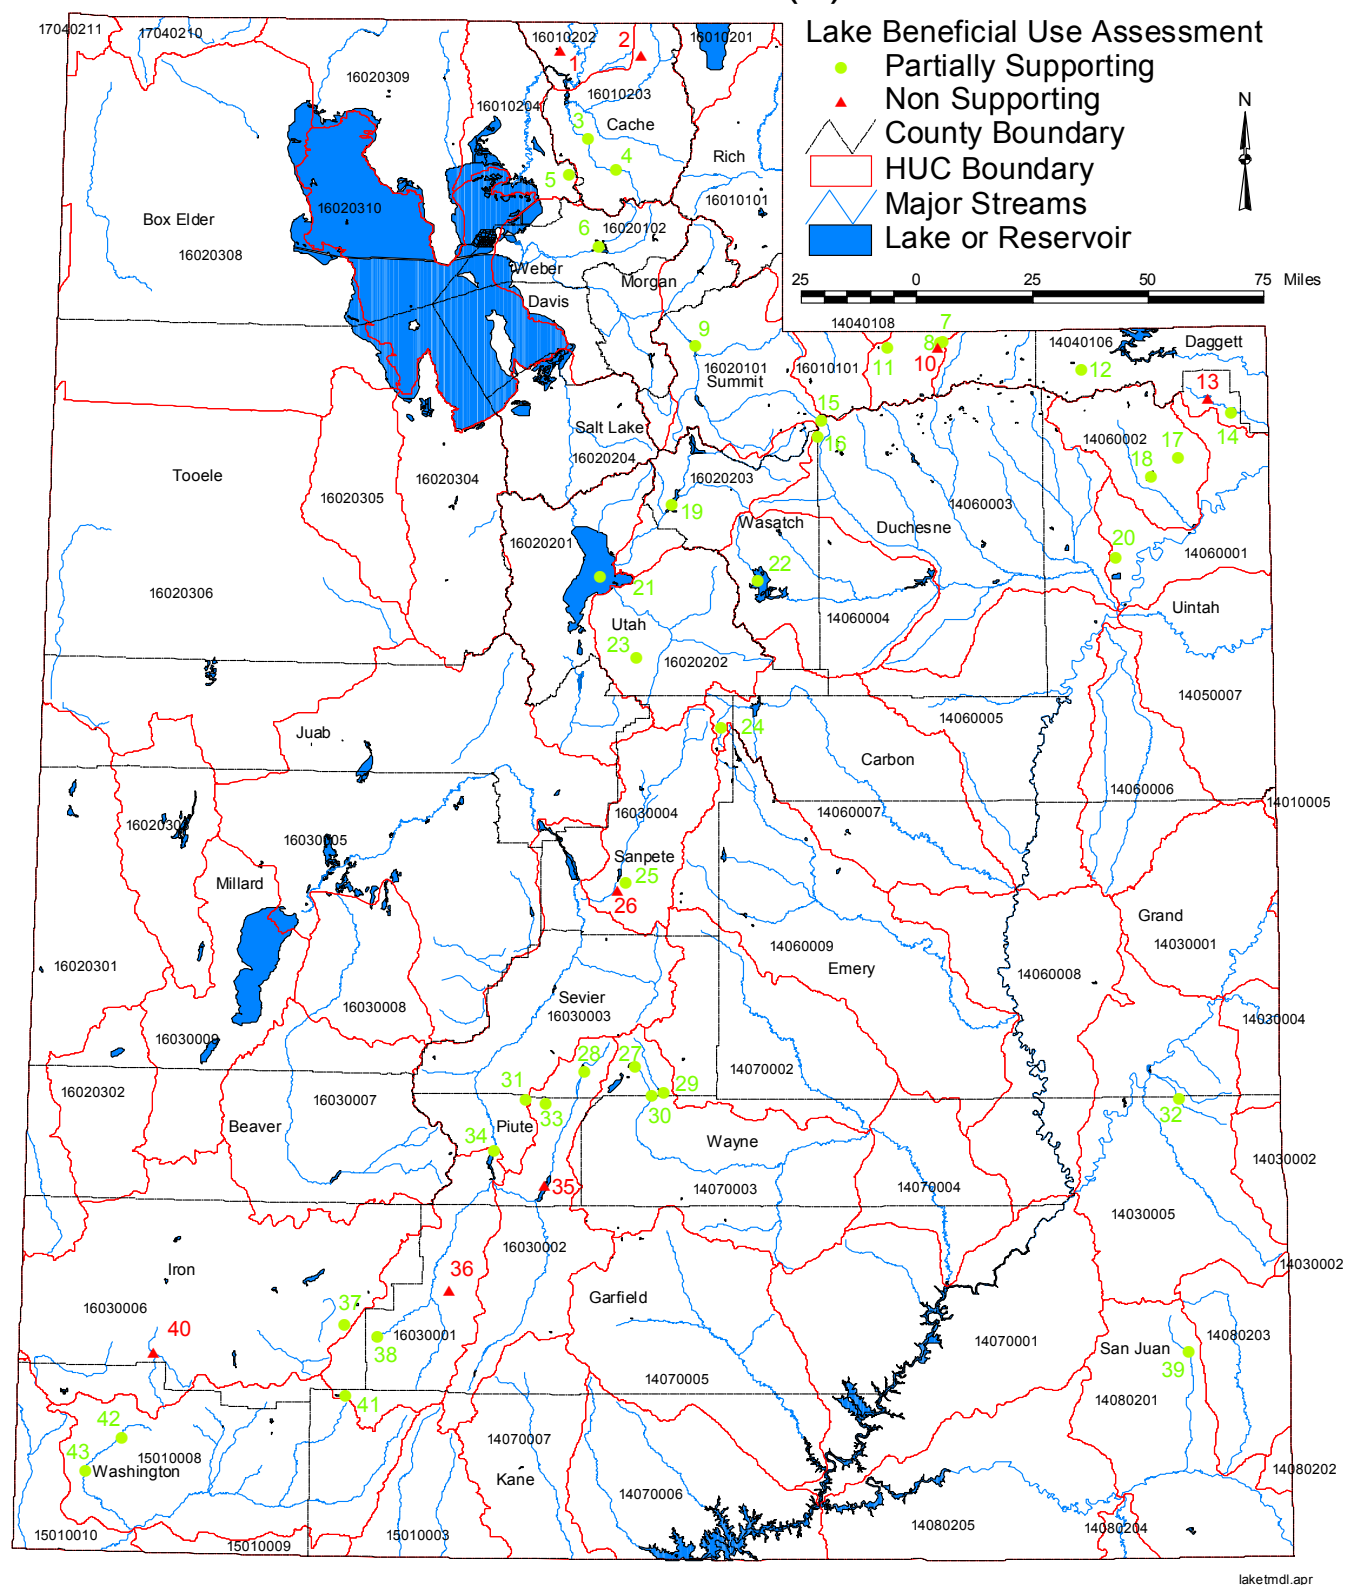 Lake Beneficial Use Assessment
Partially Supporting
Non Supporting
County Boundary
HUC Boundary
Major Streams
Lake or Reservoir
N
25 0 25 50 75 Miles
17040211
17040210
16010202
2
16010201
1
16020309
16010203
16010204
Cache
3
Rich
4
5
16010101
16020310
Box Elder
6
16020102
16020308
Weber
Morgan
Davis
14040108
7
9
8
14040106
Daggett
10
11
16020101
16010101
12
Summit
13
15
14
Salt Lake
16
14060002
17
16020204
18
Tooele
16020304
16020203
16020305
14060003
19
Wasatch
Duchesne
16020201
20
14060001
22
21
16020306
Uintah
Utah
14060004
23
16020202
14050007
24
14060005
Juab
Carbon
14060006
14010005
16030004
14060007
16030005
Sanpete
Millard
25
26
Grand
14030001
14060009
16020301
Emery
14060008
Sevier
16030008
16030003
14030004
16030009
28
27
14070002
16020302
31
29
16030007
33
30
32
Beaver
34
Piute
Wayne
14030002
35
14070003
14070004
14030005
16030002
14030002
36
Iron
Garfield
16030006
37
40
16030001
14070001
14080203
38
San Juan
39
14070005
41
14080201
42
14070007
43
15010008
Washington
Kane
14080202
14070006
15010010
15010003
14080205
14080204
15010009
laketmdl.apr